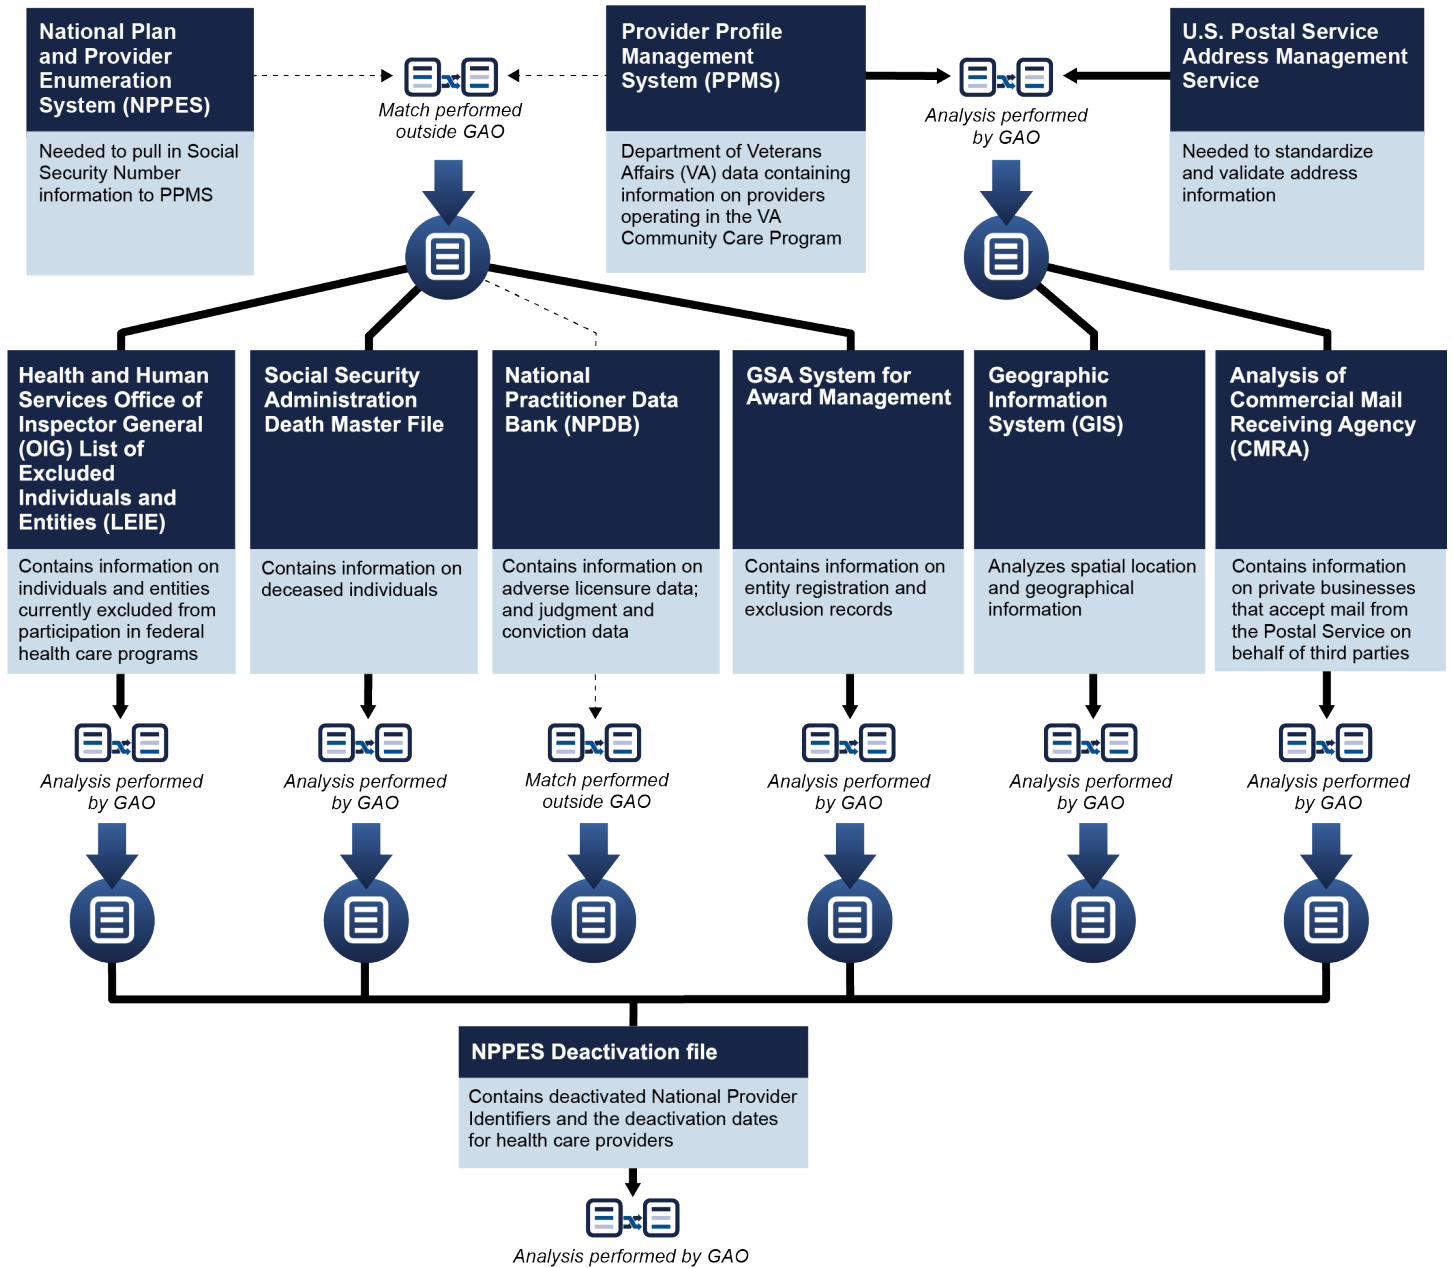 National Plan
and Provider
Enumeration
System (NPPES)
Needed to pull in Social
Security Number
information to PPMS
Match performed
outside GAO
Provider Profile
Management
System (PPMS)
Department of Veterans
Affairs (VA) data containing
information on providers
operating in the VA
Community Care Program
Analysis performed
by GAO
U.S. Postal Service
Address Management
Service
Needed to standardize
and validate address
information
Health and Human
Services Office of
Inspector General
(OIG) List of
Excluded
Individuals and
Entities (LEIE)
Contains information on
individuals and entities
currently excluded from
participation in federal
health care programs
Analysis performed
by GAO
Social Security
Administration
Death Master File
Contains information on
deceased individuals
Analysis performed
by GAO
National
Practitioner Data
Bank (NPDB)
Contains information on
adverse licensure data;
and judgment and
conviction data
Match performed
outside GAO
GSA System for
Award Management
Contains information on
entity registration and
exclusion records
Analysis performed
by GAO
Geographic
Information
System (GIS)
Analyzes spatial location
and geographical
information
Analysis performed
by GAO
Analysis of
Commercial Mail
Receiving Agency
(CMRA)
Contains information
on private businesses
that accept mail from
the Postal Service on
behalf of third parties
Analysis performed
by GAO
NPPES Deactivation file
Contains deactivated National Provider
Identifiers and the deactivation dates
for health care providers
Analysis performed by GAO